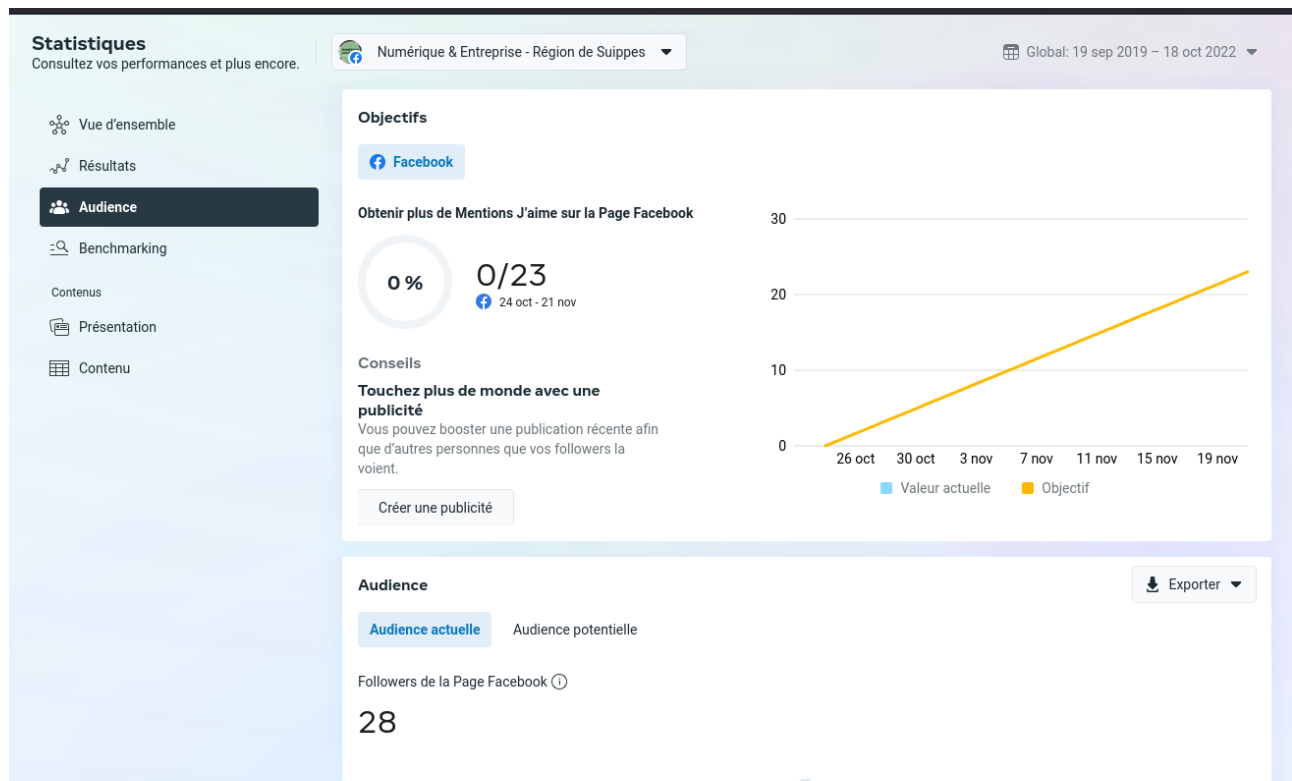 Statistiques
Consultez vos performances et plus encore.
Numérique & Entreprise - Région de Suippes
Global: 19 sep 2019 – 18 oct 2022
Vue d'ensemble
Résultats
Audience
Benchmarking
Contenus
Présentation
Contenu
Objectifs
Facebook
Obtenir plus de Mentions J'aime sur la Page Facebook
0 %
0/23
24 oct - 21 nov
Conseils
Touchez plus de monde avec une
publicité
Vous pouvez booster une publication récente afin
que d'autres personnes que vos followers la
voient.
Créer une publicité
30
20
10
0
26 oct 30 oct 3 nov 7 nov 11 nov 15 nov 19 nov
Valeur actuelle Objectif
Audience
Exporter
Audience actuelle Audience potentielle
Followers de la Page Facebook
28